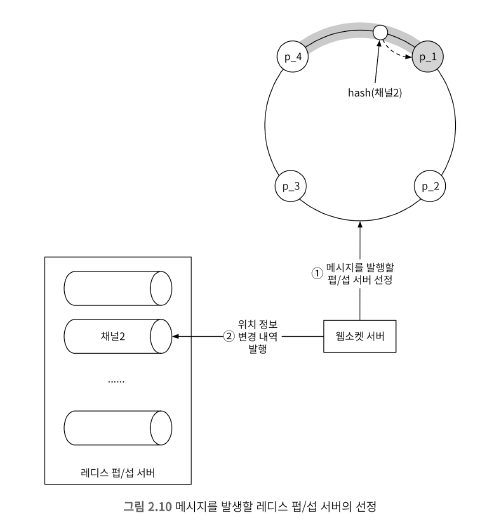 p_4
p_1
hash(채널2)
p_3
p_2
① 메시지를 발행할
펍/섭 서버 선정
채널2
② 위치 정보
변경 내역
발행
웹소켓 서버
......
레디스 펍/섭 서버
그림 2.10 메시지를 발생할 레디스 펍/섭 서버의 선정